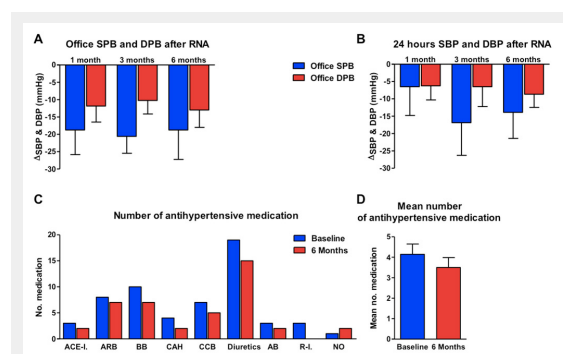 A
Office SPB and DPB after RNA
1 month 3 months 6 months
0
-5
-10
-15
-20
-25
-30
ΔSBP & DBP (mmHg)
Office SPB
Office DPB
B
24 hours SBP and DBP after RNA
1 month 3 months 6 months
0
-5
-10
-15
-20
-25
-30
ΔSBP & DBP (mmHg)
C
Number of antihypertensive medication
20
15
10
5
0
No. medication
Baseline
6 Months
ACE-I. ARB BB CAH CCB Diuretics AB R-I. NO
D
Mean number
of antihypertensive medication
5
4
3
2
1
0
Mean no. medication
Baseline 6 Months